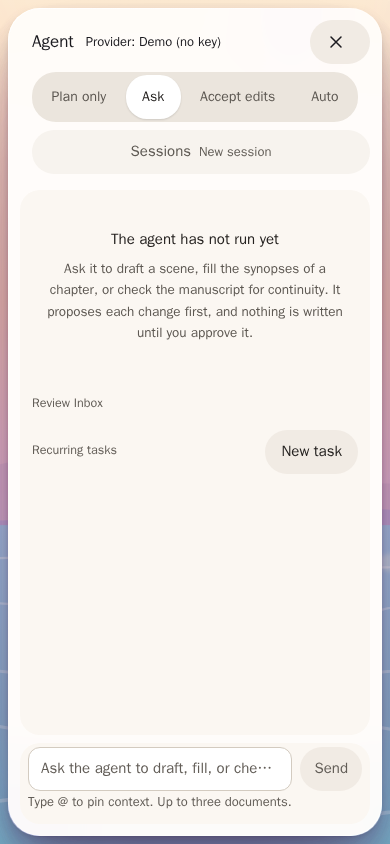 Agent Provider: Demo (no key)
Plan only Ask Accept edits Auto
Sessions New session
The agent has not run yet
Ask it to draft a scene, fill the synopses of a
chapter, or check the manuscript for continuity. It
proposes each change first, and nothing is written
until you approve it.
Review Inbox
Recurring tasks New task
Ask the agent to draft, fill, or che⋯ Send
Type @ to pin context. Up to three documents.